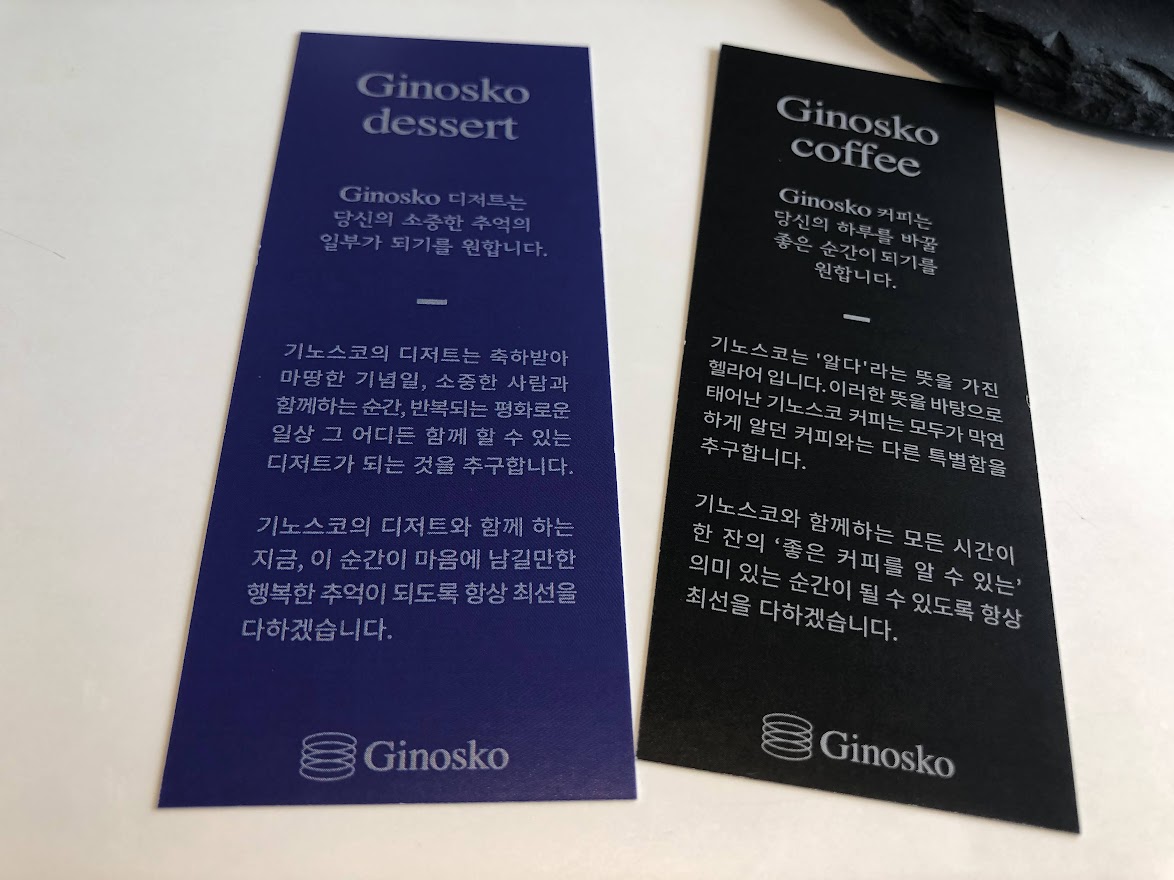 Ginosko
dessert
Ginosko 디저트는
당신의 소중한 추억의
일부가 되기를 원합니다.
기노스코의 디저트는 축하받아
마땅한 기념일, 소중한 사람과
함께하는 순간, 반복되는 평화로운
일상 그 어디든 함께 할 수 있는
디저트가 되는 것을 추구합니다.
기노스코의 디저트와 함께 하는
지금, 이 순간이 마음에 남길만한
행복한 추억이 되도록 항상 최선을
다하겠습니다.
Ginosko
Ginosko
coffee
Ginosko 커피는
당신의 하루를 바꿀
좋은 순간이 되기를
원합니다.
기노스코는 '알다'라는 뜻을 가진
헬라어 입니다. 이러한 뜻을 바탕으로
태어난 기노스코 커피는 모두가 막연
하게 알던 커피와는 다른 특별함을
추구합니다.
기노스코와 함께하는 모든 시간이
한 잔의 ‘좋은 커피를 알 수 있는’
의미 있는 순간이 될 수 있도록 항상
최선을 다하겠습니다.
Ginosko